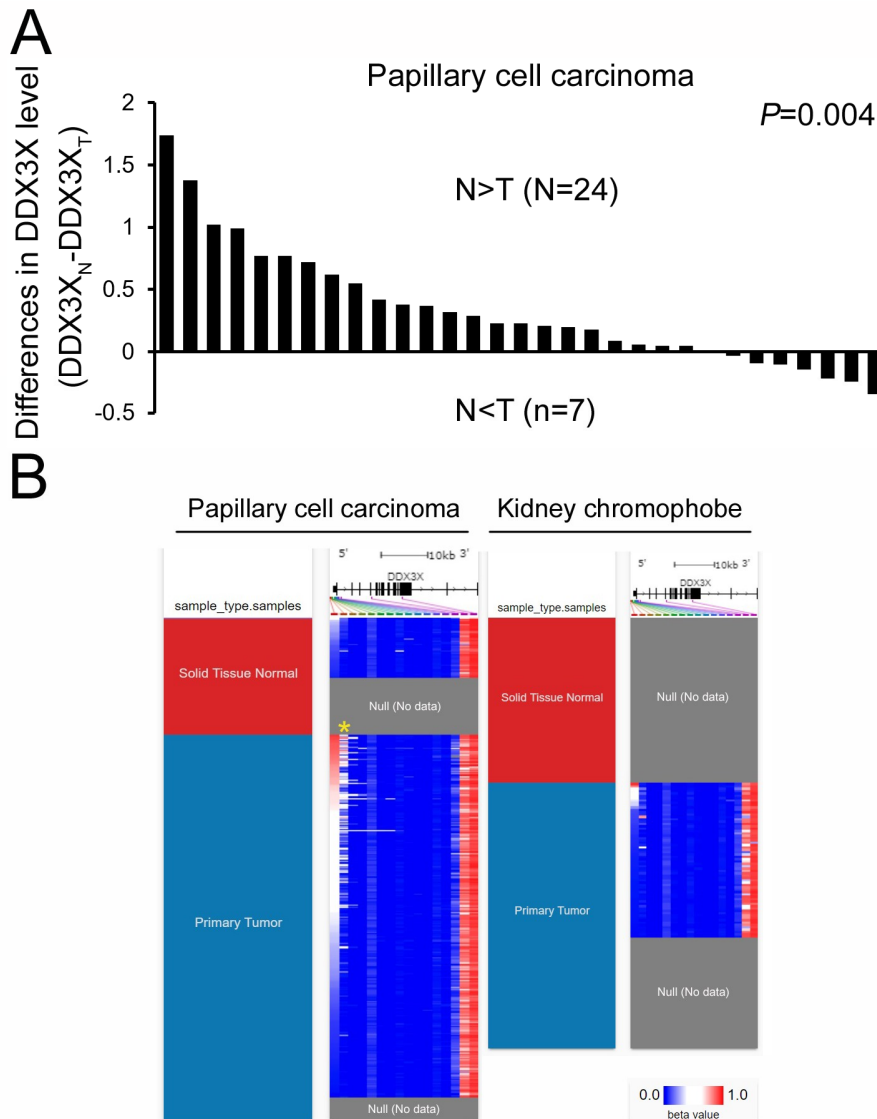 A
Papillary cell carcinoma
P=0.004
Differences in DDX3X level
(DDX3X_N-DDX3X_T)
2
1.5
1
0.5
0
-0.5
N>T (N=24)
N<T (n=7)
B
Papillary cell carcinoma
Kidney chromophobe
5' 10kb 3'
DDX3X
sample_type.samples
Solid Tissue Normal
Null (No data)
*
Primary Tumor
Null (No data)
5' 10kb 3'
DDX3X
sample_type.samples
Solid Tissue Normal
Null (No data)
Primary Tumor
Null (No data)
0.0 1.0
beta value